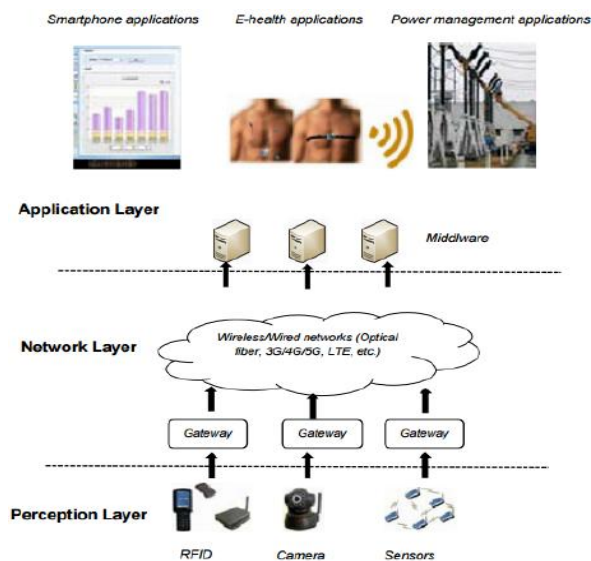 Smartphone applications
E-health applications
Power management applications
Application Layer
Middlware
Network Layer
Wireless/Wired networks (Optical
fiber, 3G/4G/5G, LTE, etc.)
Gateway
Gateway
Gateway
Perception Layer
RFID
Camera
Sensors